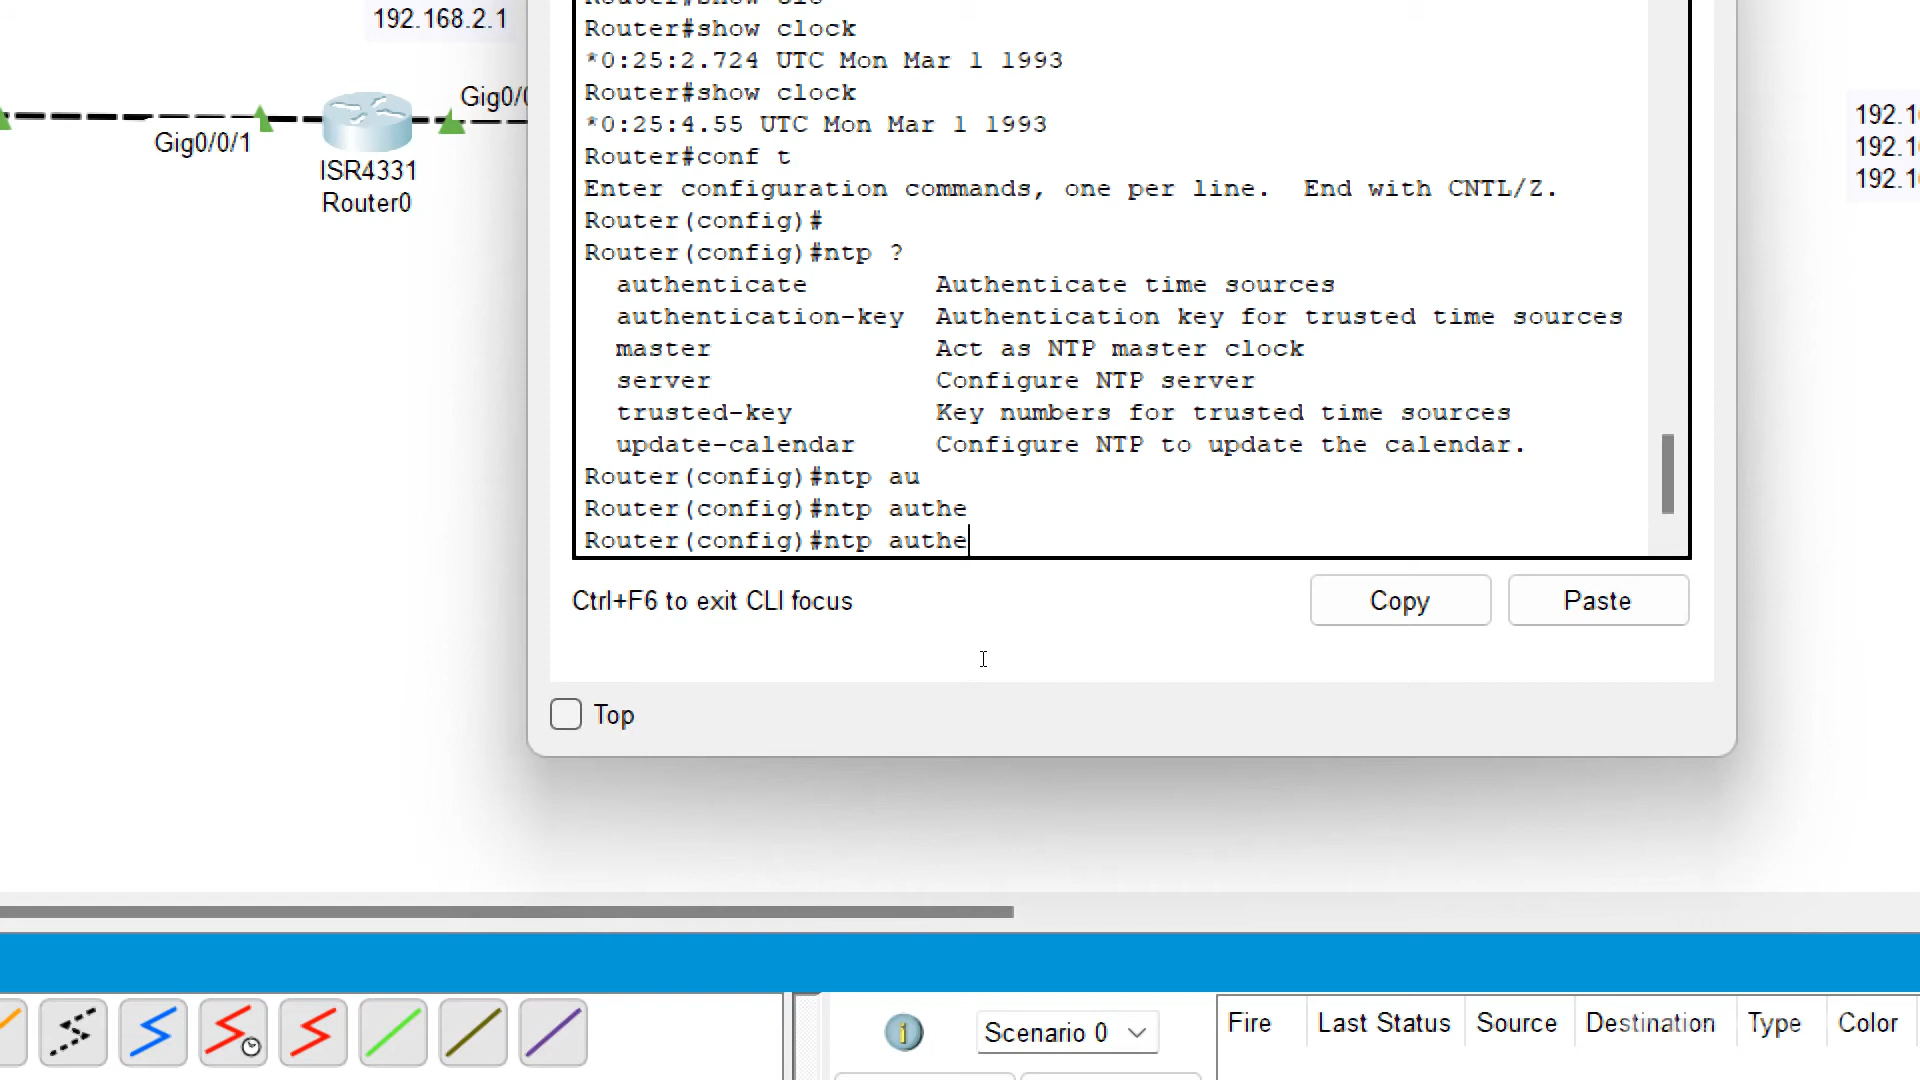 192.168.2.1
Gig0/0/1
ISR4331
Router0
Router#show clock
*0:25:2.724 UTC Mon Mar 1 1993
Router#show clock
*0:25:4.55 UTC Mon Mar 1 1993
Router#conf t
Enter configuration commands, one per line.  End with CNTL/Z.
Router(config)#
Router(config)#ntp ?
authenticate Authenticate time sources
authentication-key Authentication key for trusted time sources
master Act as NTP master clock
server Configure NTP server
trusted-key Key numbers for trusted time sources
update-calendar Configure NTP to update the calendar.
Router(config)#ntp au
Router(config)#ntp authe
Router(config)#ntp authe
Ctrl+F6 to exit CLI focus
Copy
Paste
Top
Scenario 0
Fire Last Status Source Destination Type Color